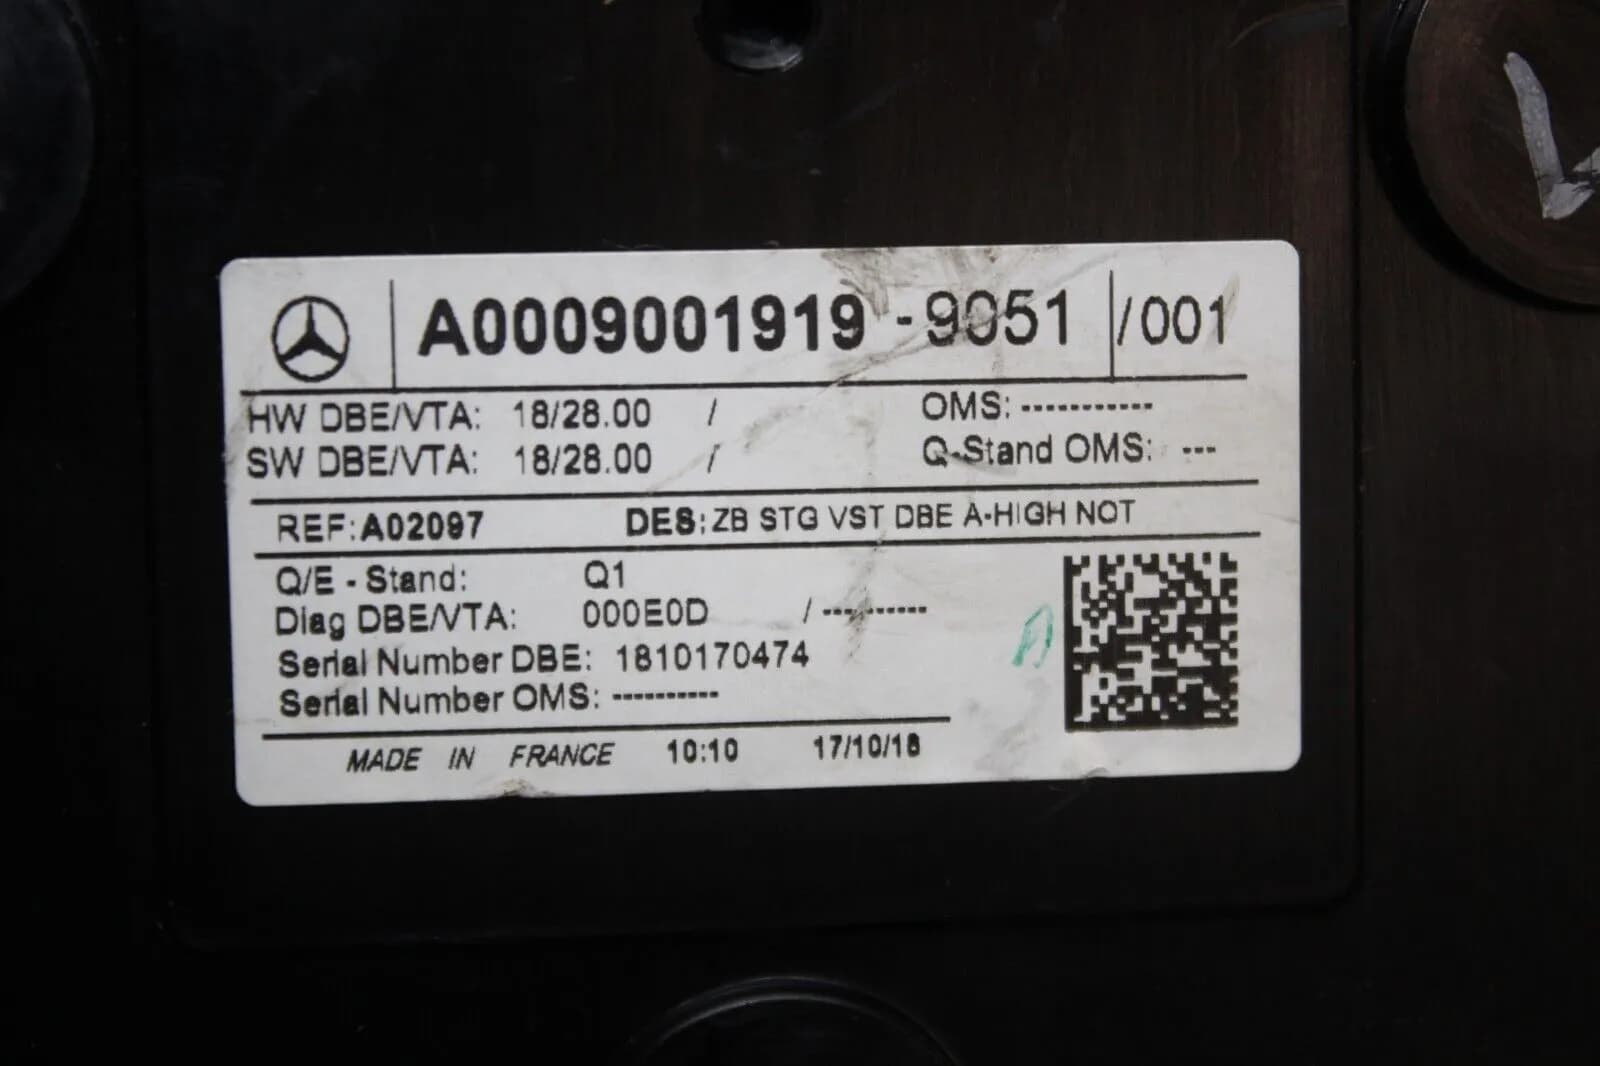 A0009001919 -9051 /001
HW DBE/VTA: 18/28.00 / OMS: -----------
SW DBE/VTA: 18/28.00 / Q-Stand OMS: ---
REF:A02097 DES:ZB STG VST DBE A-HIGH NOT
Q/E - Stand: Q1
Diag DBE/VTA: 000E0D / ----------
Serial Number DBE: 1810170474
Serial Number OMS: ----------
MADE IN FRANCE 10:10 17/10/18